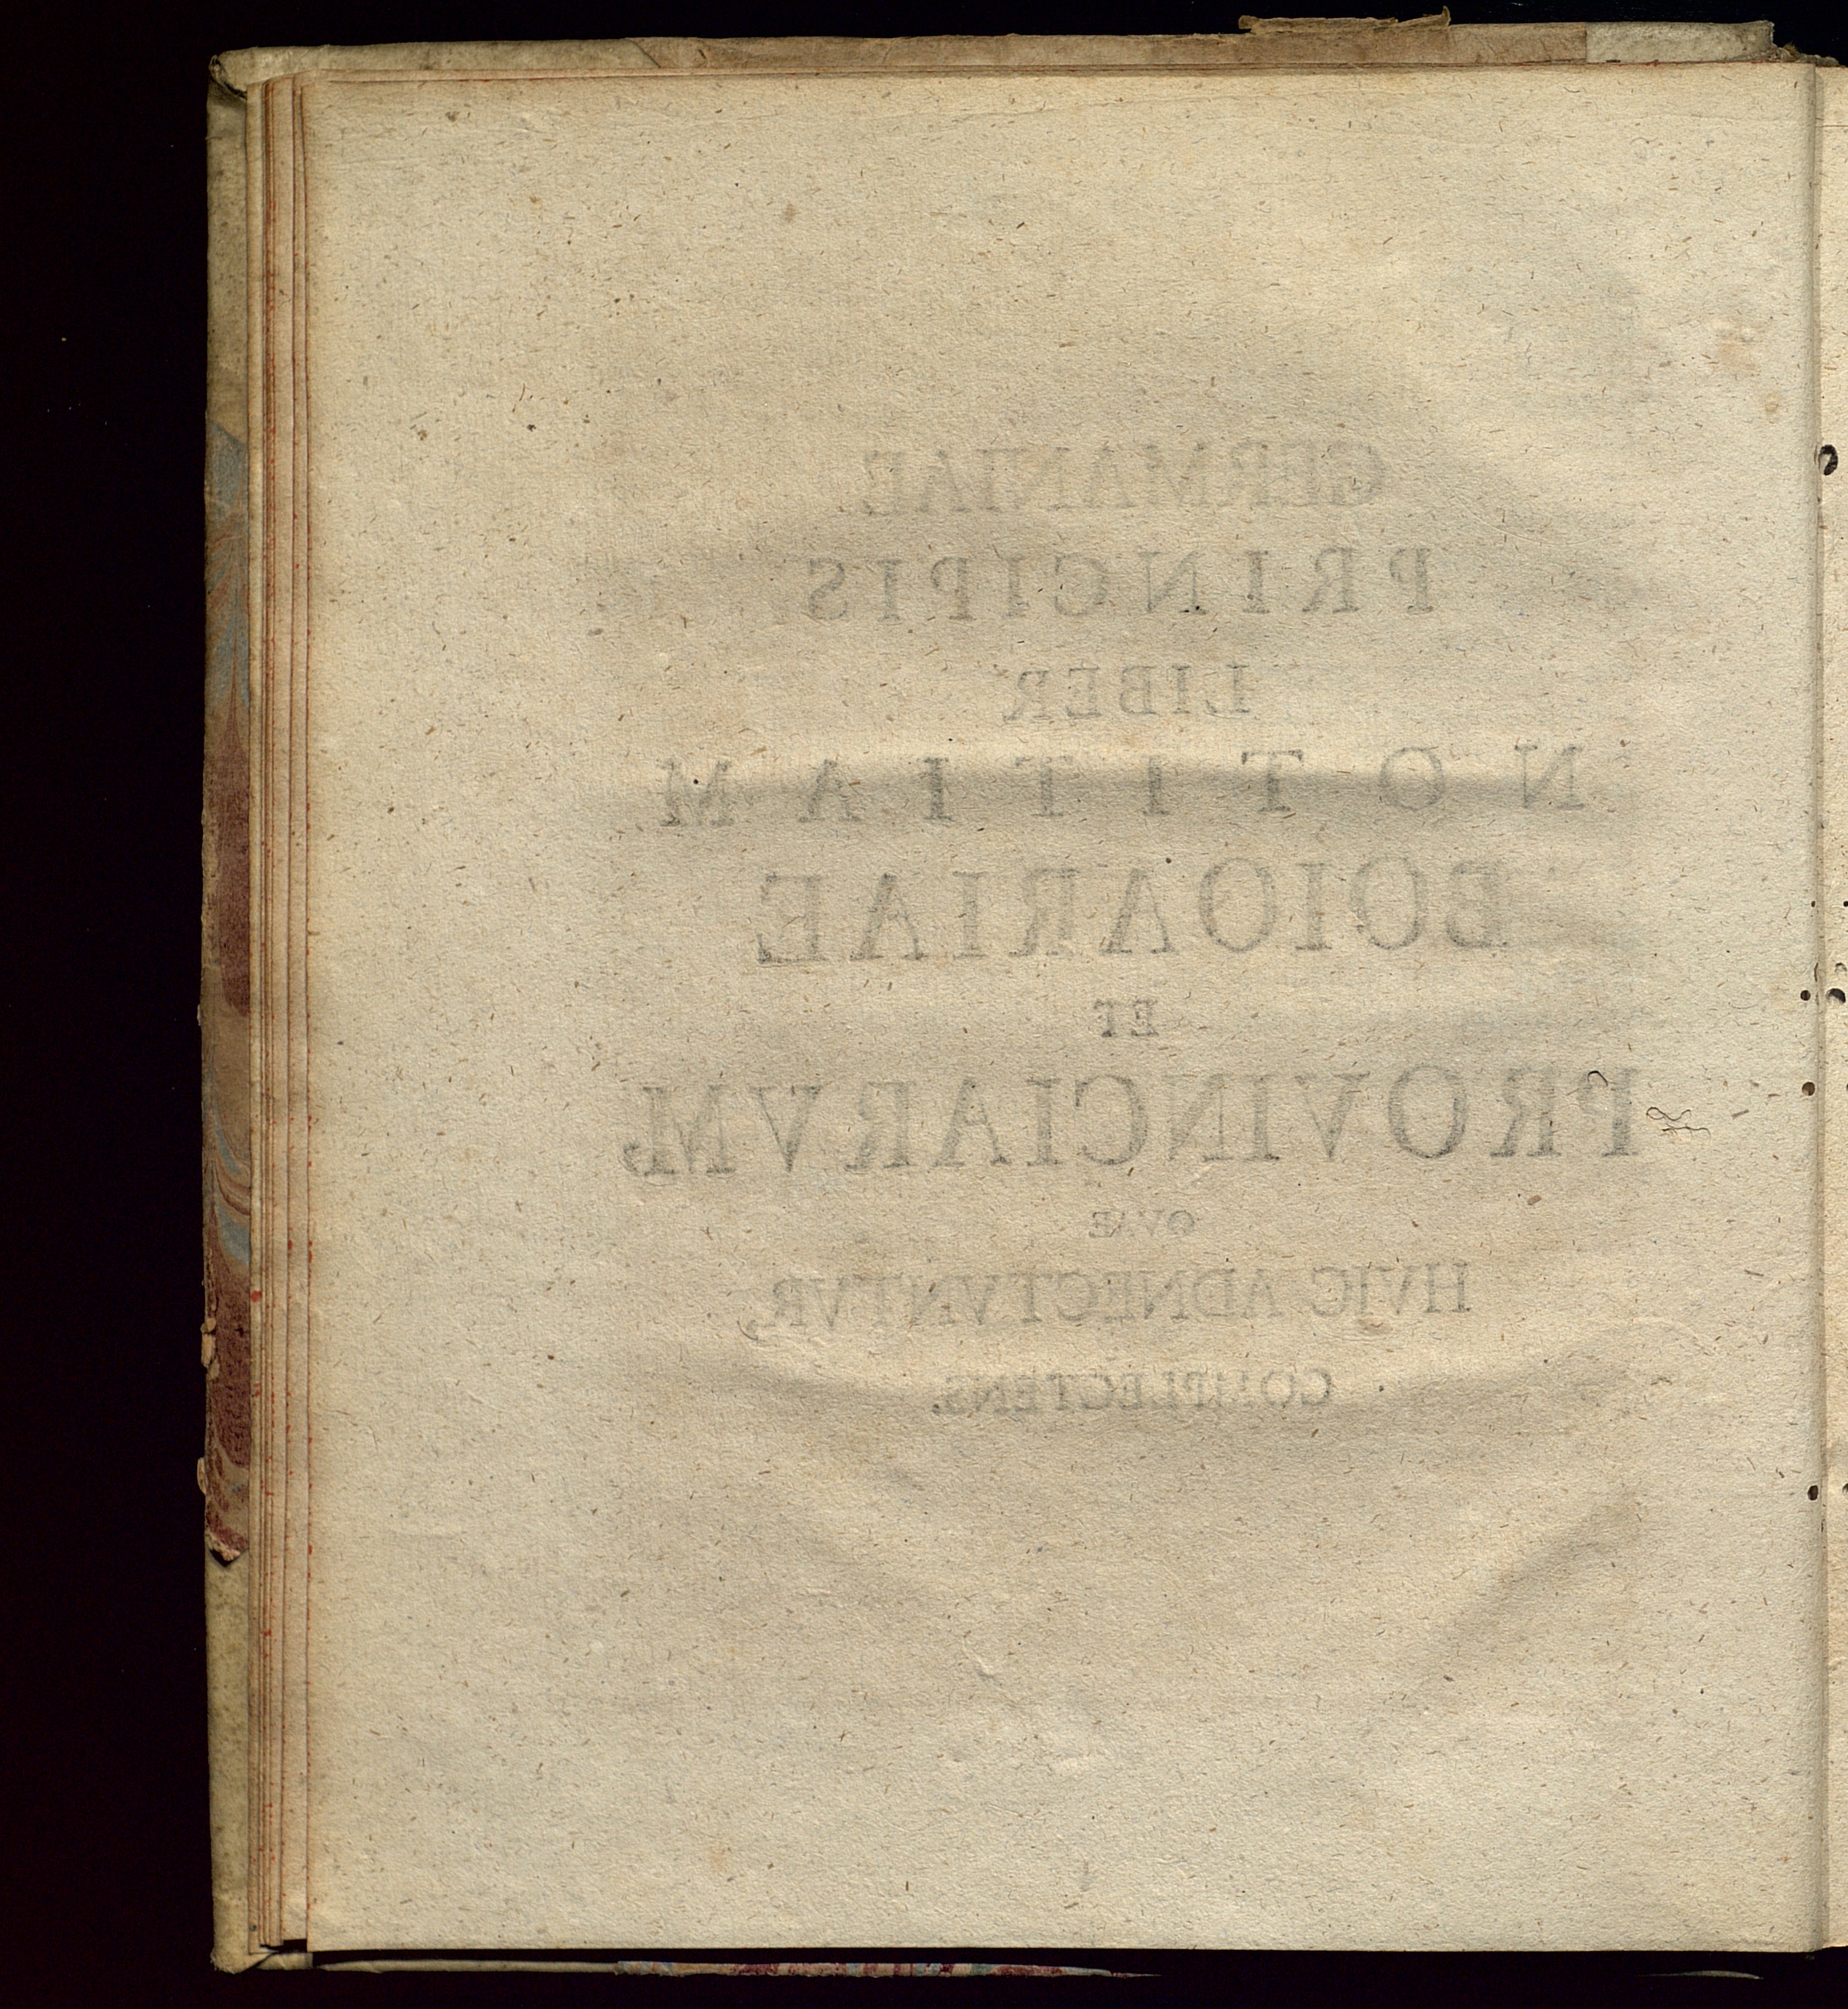 GERMANIAE
PRINCIPIS
LIBER
NOTITIAM
BOIOARIAE
ET
PROVINCIARVM,
QVAE
HVIC ADNECTVNTVR,
COMPLECTENS.